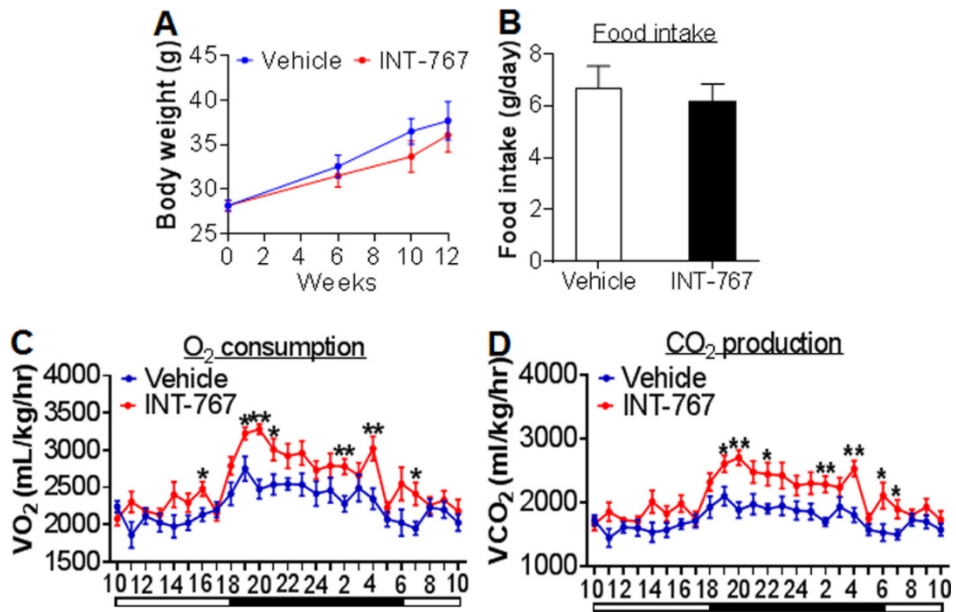 A
Body weight (g)
45
40
35
30
25
Vehicle
INT-767
0 2 4 6 8 10 12
Weeks
B
Food intake
Food intake (g/day)
8
6
4
2
0
Vehicle INT-767
C
O₂ consumption
VO₂ (mL/kg/hr)
4000
3500
3000
2500
2000
1500
Vehicle
INT-767
* * ** * ** ** *
10 12 14 16 18 20 22 24 2 4 6 8 10
D
CO₂ production
VCO₂ (ml/kg/hr)
4000
3000
2000
1000
Vehicle
INT-767
* ** * ** ** * *
10 12 14 16 18 20 22 24 2 4 6 8 10